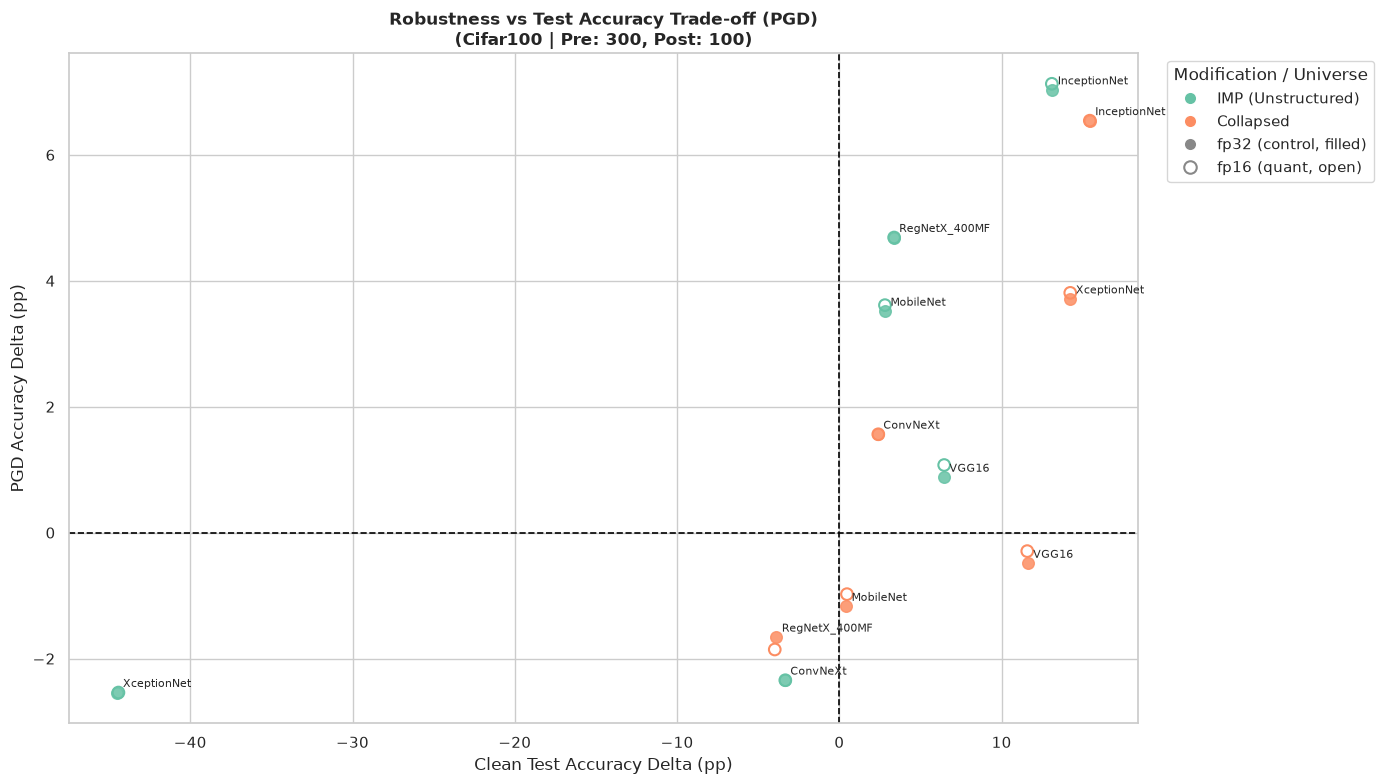 Robustness vs Test Accuracy Trade-off (PGD)
(Cifar100 | Pre: 300, Post: 100)
Modification / Universe
IMP (Unstructured)
Collapsed
fp32 (control, filled)
fp16 (quant, open)
InceptionNet
InceptionNet
RegNetX_400MF
XceptionNet
MobileNet
ConvNeXt
VGG16
VGG16
MobileNet
RegNetX_400MF
ConvNeXt
XceptionNet
PGD Accuracy Delta (pp)
6
4
2
0
−2
−40
−30
−20
−10
0
10
Clean Test Accuracy Delta (pp)